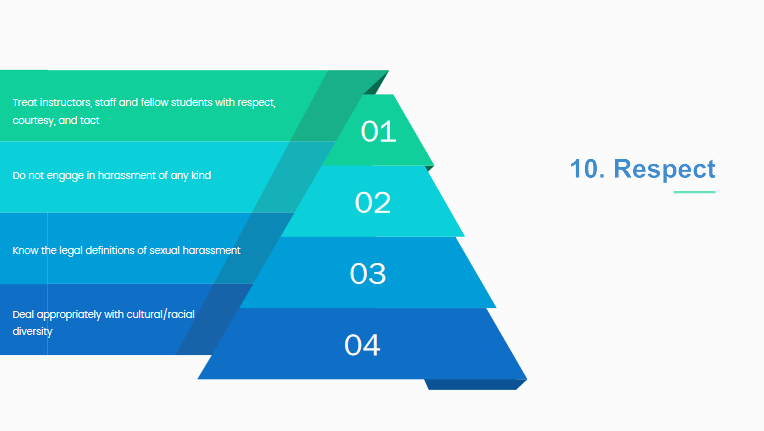 Treat instructors, staff and fellow students with respect,
courtesy, and tact
01
10. Respect
Do not engage in harassment of any kind
02
Know the legal definitions of sexual harassment
03
Deal appropriately with cultural/racial
diversity
04